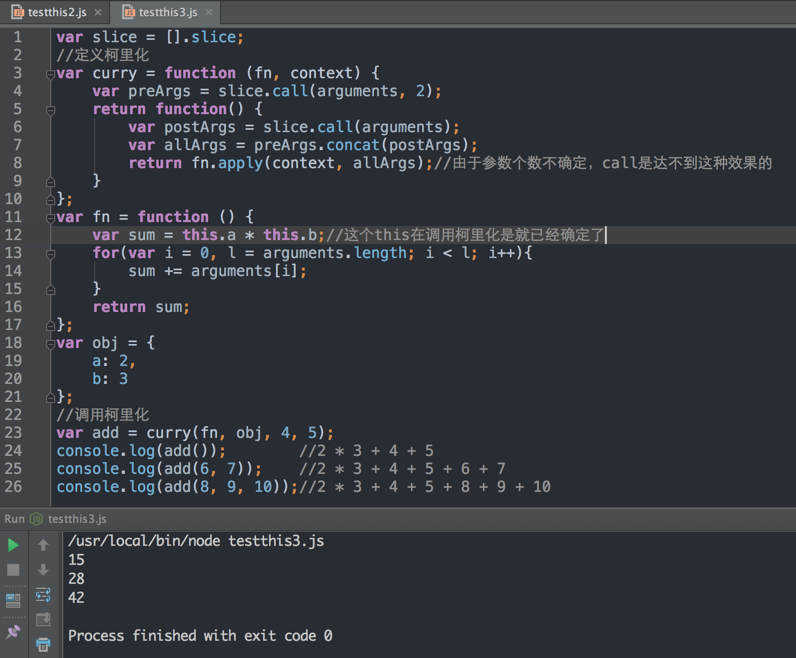 testthis2.js × testthis3.js ×
1 var slice = [].slice;
2 //定义柯里化
3 var curry = function (fn, context) {
4     var preArgs = slice.call(arguments, 2);
5     return function() {
6         var postArgs = slice.call(arguments);
7         var allArgs = preArgs.concat(postArgs);
8         return fn.apply(context, allArgs);//由于参数个数不确定，call是达不到这种效果的
9     }
10 };
11 var fn = function () {
12     var sum = this.a * this.b;//这个this在调用柯里化是就已经确定了
13     for(var i = 0, l = arguments.length; i < l; i++){
14         sum += arguments[i];
15     }
16     return sum;
17 };
18 var obj = {
19     a: 2,
20     b: 3
21 };
22 //调用柯里化
23 var add = curry(fn, obj, 4, 5);
24 console.log(add());        //2 * 3 + 4 + 5
25 console.log(add(6, 7));    //2 * 3 + 4 + 5 + 6 + 7
26 console.log(add(8, 9, 10));//2 * 3 + 4 + 5 + 8 + 9 + 10
Run testthis3.js
/usr/local/bin/node testthis3.js
15
28
42
Process finished with exit code 0